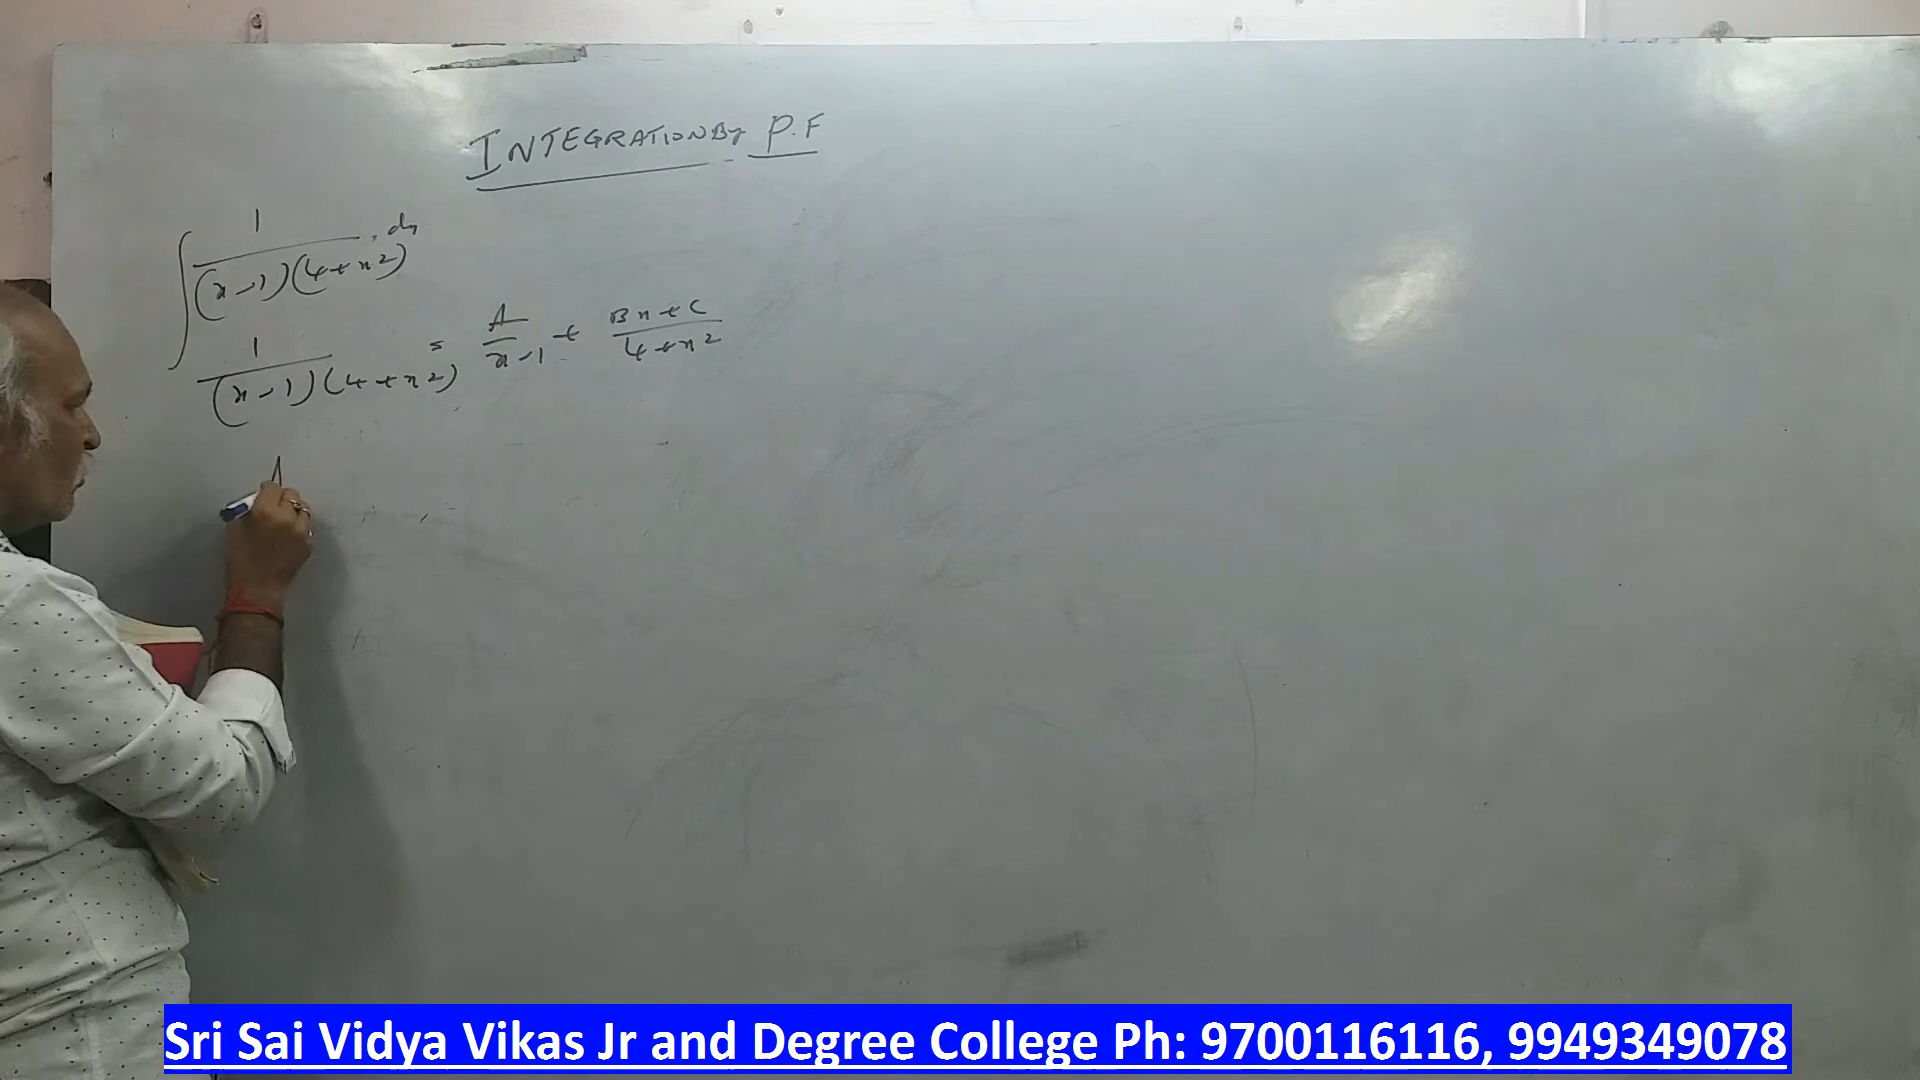 INTEGRATION By P.F
∫ 1/((x-1)(4+x²)) . dx
1/((x-1)(4+x²)) = A/(x-1) + (Bx+C)/(4+x²)
A
Sri Sai Vidya Vikas Jr and Degree College Ph: 9700116116, 9949349078